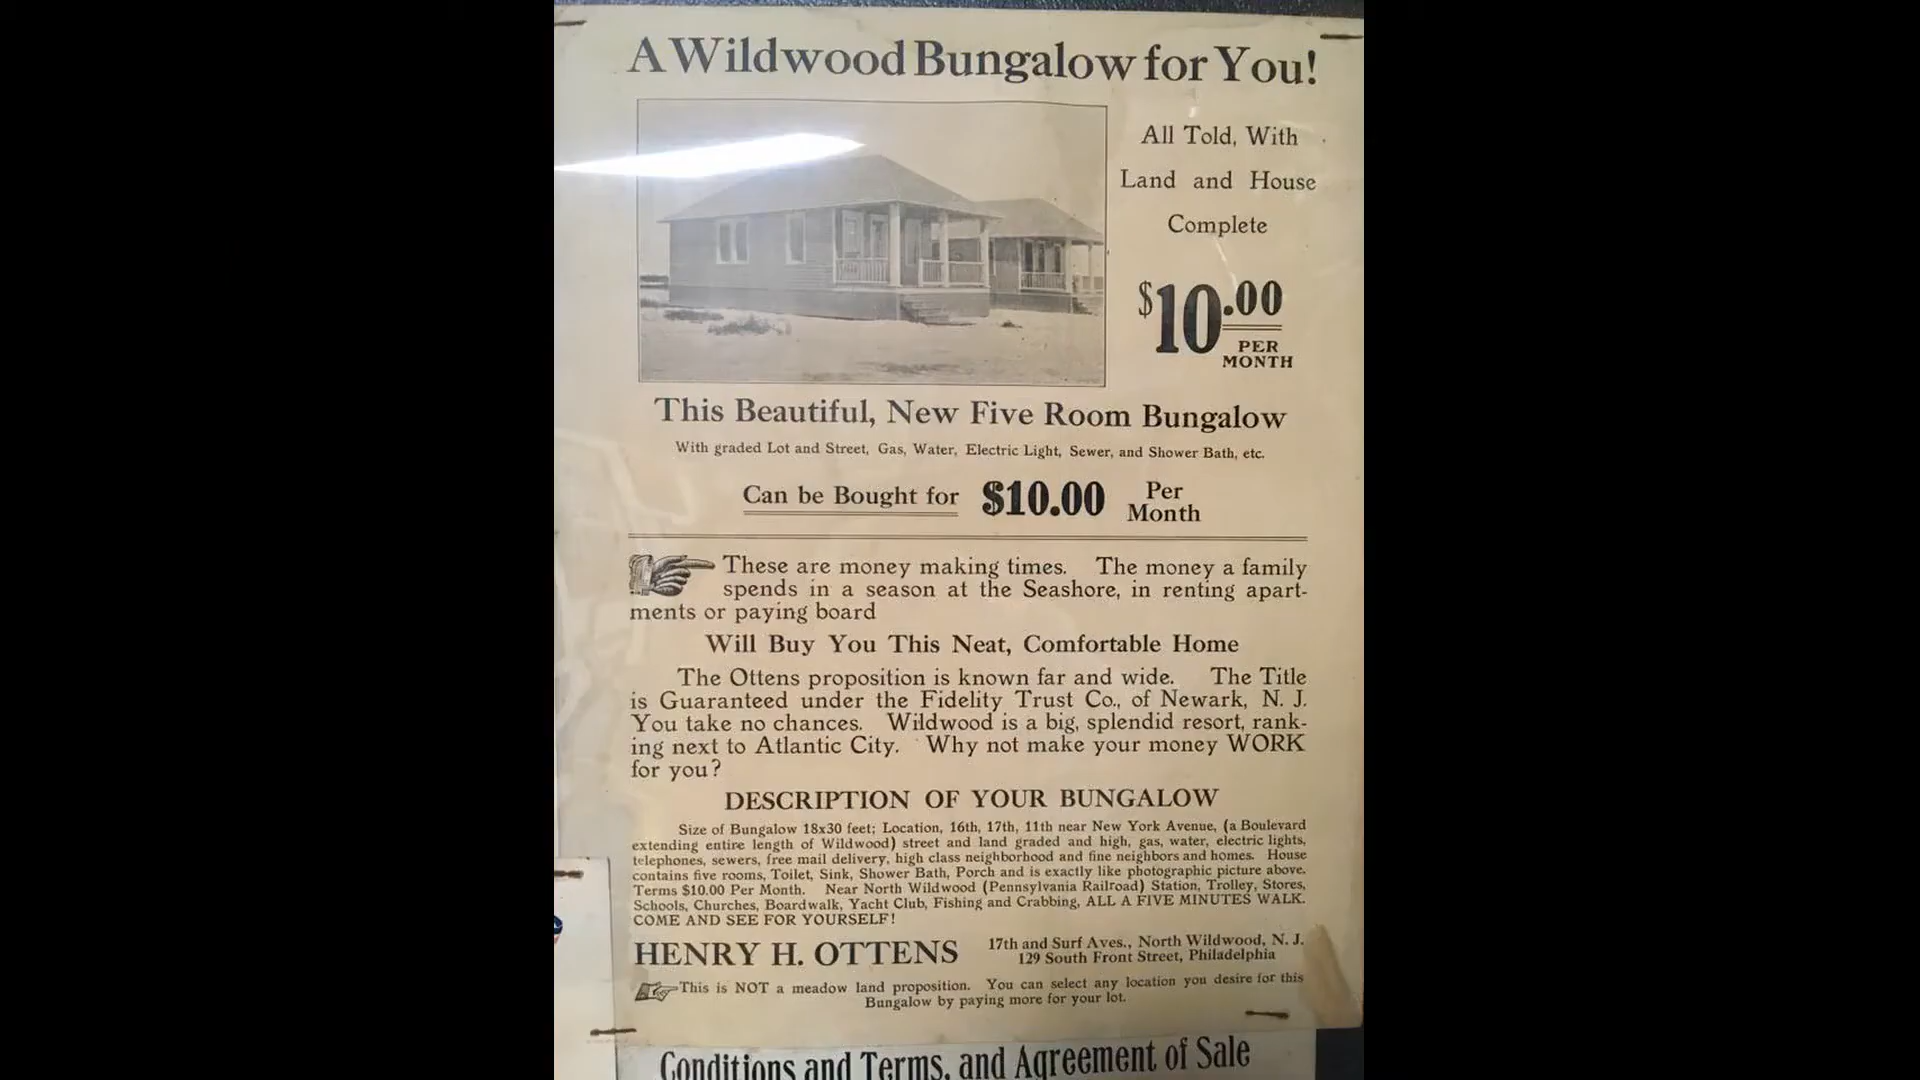 A Wildwood Bungalow for You!
All Told, With
Land and House
Complete
$10.00
PER
MONTH
This Beautiful, New Five Room Bungalow
With graded Lot and Street, Gas, Water, Electric Light, Sewer, and Shower Bath, etc.
Can be Bought for $10.00 Per
Month
These are money making times. The money a family
spends in a season at the Seashore, in renting apart-
ments or paying board
Will Buy You This Neat, Comfortable Home
The Ottens proposition is known far and wide. The Title
is Guaranteed under the Fidelity Trust Co., of Newark, N. J.
You take no chances. Wildwood is a big, splendid resort, rank-
ing next to Atlantic City. Why not make your money WORK
for you?
DESCRIPTION OF YOUR BUNGALOW
Size of Bungalow 18x30 feet; Location, 16th, 17th, 11th near New York Avenue, (a Boulevard
extending entire length of Wildwood) street and land graded and high, gas, water, electric lights,
telephones, sewers, free mail delivery, high class neighborhood and fine neighbors and homes. House
contains five rooms, Toilet, Sink, Shower Bath, Porch and is exactly like photographic picture above.
Terms $10.00 Per Month. Near North Wildwood (Pennsylvania Railroad) Station, Trolley, Stores,
Schools, Churches, Boardwalk, Yacht Club, Fishing and Crabbing, ALL A FIVE MINUTES WALK.
COME AND SEE FOR YOURSELF!
HENRY H. OTTENS
17th and Surf Aves., North Wildwood, N. J.
129 South Front Street, Philadelphia
This is NOT a meadow land proposition. You can select any location you desire for this
Bungalow by paying more for your lot.
Conditions and Terms, and Agreement of Sale